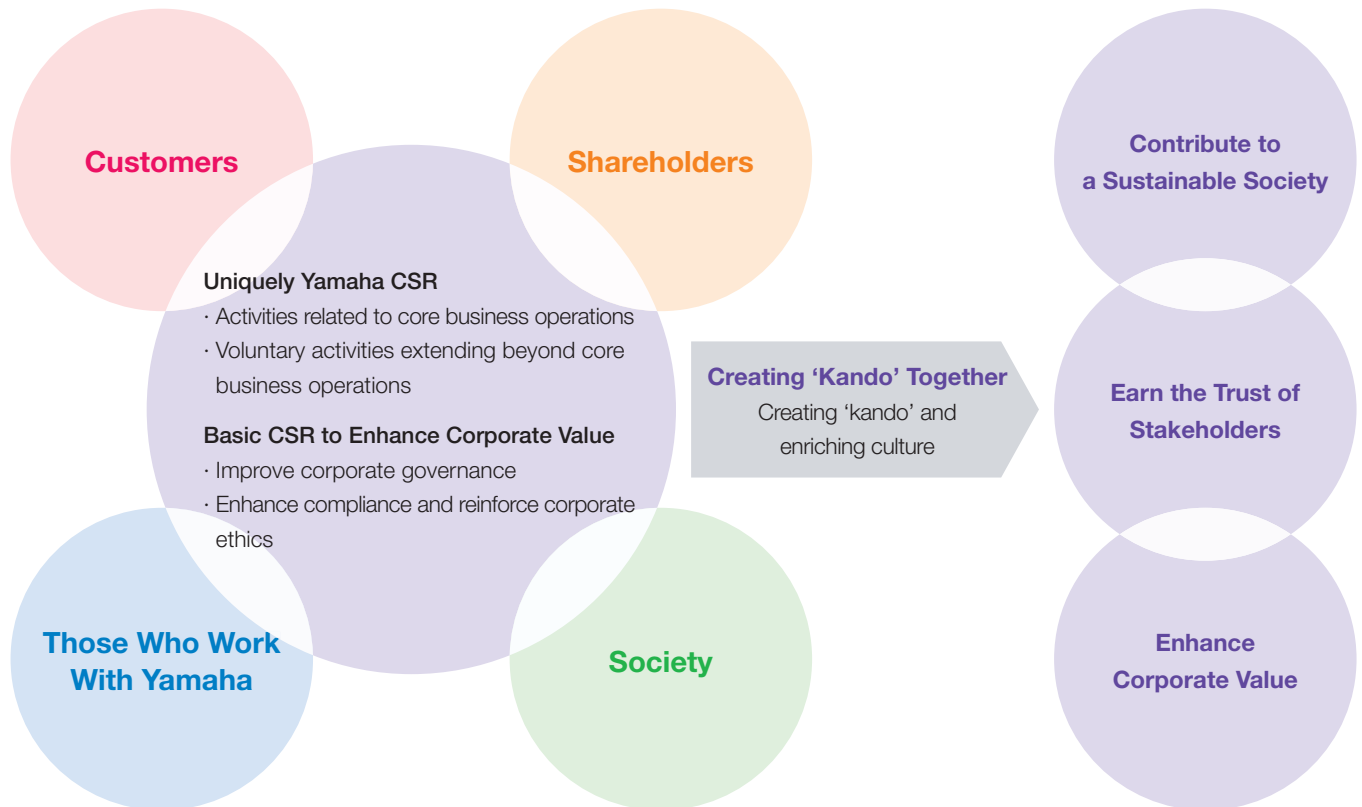 Customers
Shareholders
Uniquely Yamaha CSR
· Activities related to core business operations
· Voluntary activities extending beyond core
business operations
Basic CSR to Enhance Corporate Value
· Improve corporate governance
· Enhance compliance and reinforce corporate
ethics
Those Who Work
With Yamaha
Society
Creating ‘Kando’ Together
Creating ‘kando’ and
enriching culture
Contribute to
a Sustainable Society
Earn the Trust of
Stakeholders
Enhance
Corporate Value